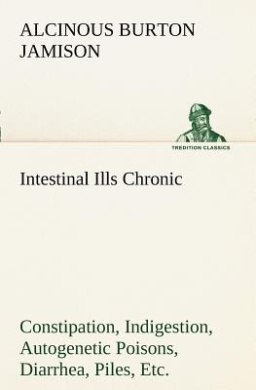 ALCINOUS BURTON
JAMISON
TREDITION CLASSICS
Intestinal Ills Chronic
Constipation, Indigestion,
Autogenetic Poisons,
Diarrhea, Piles, Etc.